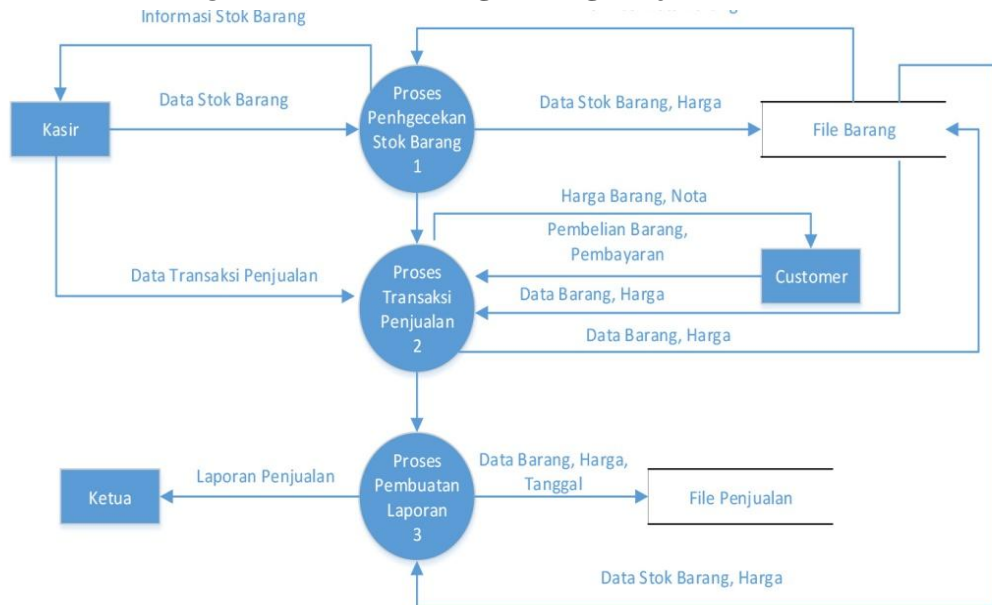 Informasi Stok Barang
Proses
Penhgecekan
Stok Barang
1
Data Stok Barang
Data Stok Barang, Harga
Kasir
File Barang
Harga Barang, Nota
Pembelian Barang,
Pembayaran
Customer
Data Transaksi Penjualan
Proses
Transaksi
Penjualan
2
Data Barang, Harga
Data Barang, Harga
Proses
Pembuatan
Laporan
3
Laporan Penjualan
Data Barang, Harga,
Tanggal
Ketua
File Penjualan
Data Stok Barang, Harga